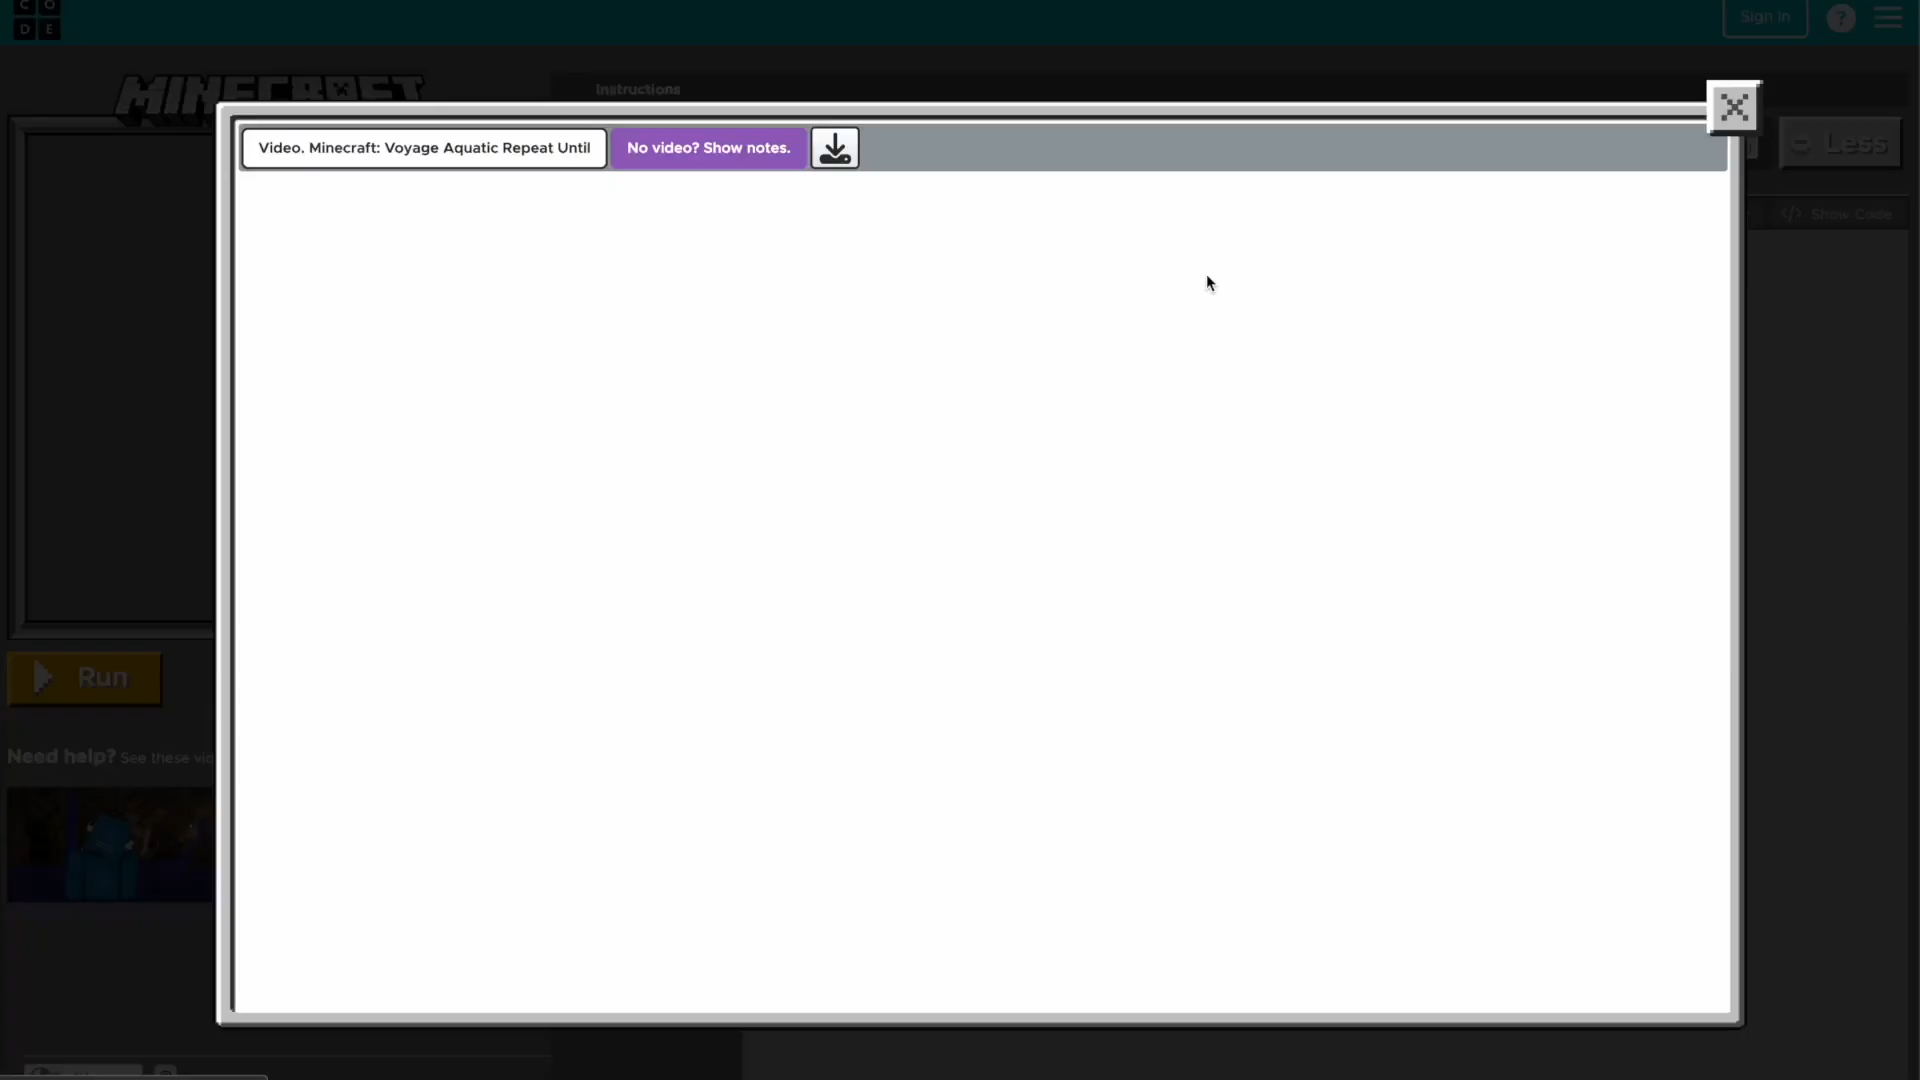 C O
D E
Sign in
?
MINECRAFT
Instructions
Video. Minecraft: Voyage Aquatic Repeat Until
No video? Show notes.
Less
</> Show Code
Run
Need help? See these